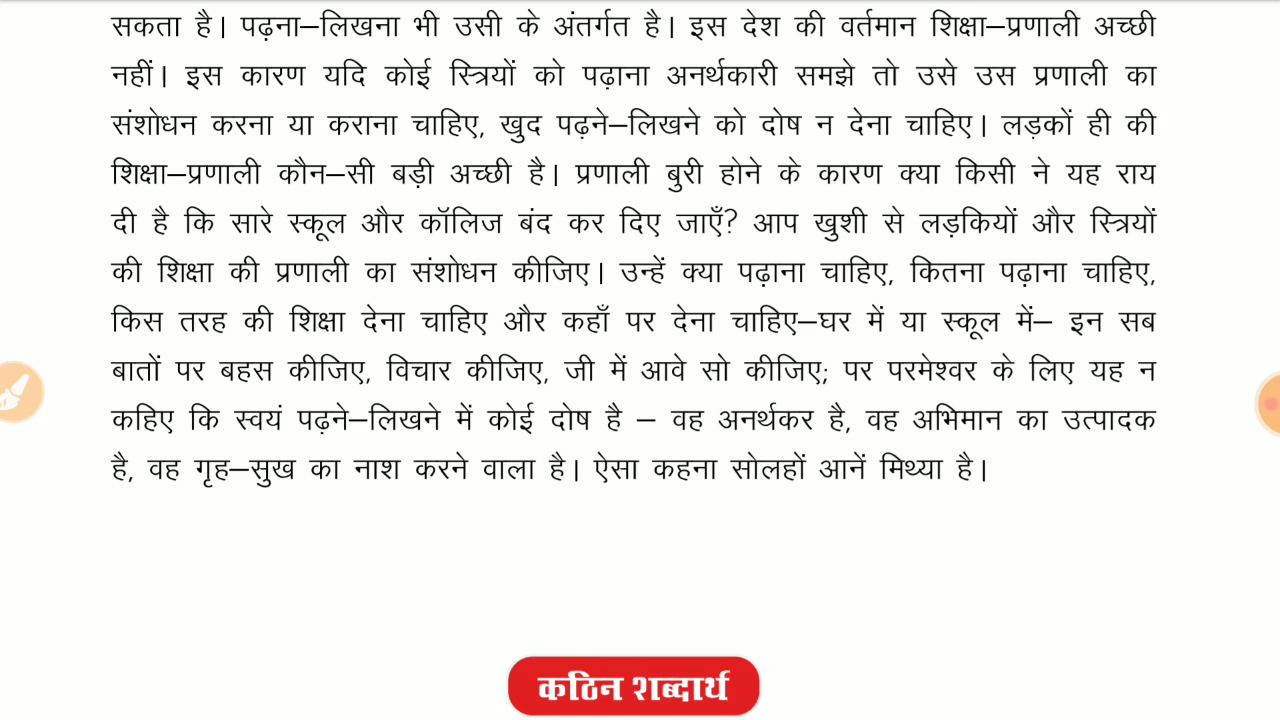 सकता है। पढ़ना–लिखना भी उसी के अंतर्गत है। इस देश की वर्तमान शिक्षा–प्रणाली अच्छी
नहीं। इस कारण यदि कोई स्त्रियों को पढ़ाना अनर्थकारी समझे तो उसे उस प्रणाली का
संशोधन करना या कराना चाहिए, खुद पढ़ने–लिखने को दोष न देना चाहिए। लड़कों ही की
शिक्षा–प्रणाली कौन–सी बड़ी अच्छी है। प्रणाली बुरी होने के कारण क्या किसी ने यह राय
दी है कि सारे स्कूल और कॉलिज बंद कर दिए जाएँ? आप खुशी से लड़कियों और स्त्रियों
की शिक्षा की प्रणाली का संशोधन कीजिए। उन्हें क्या पढ़ाना चाहिए, कितना पढ़ाना चाहिए,
किस तरह की शिक्षा देना चाहिए और कहाँ पर देना चाहिए–घर में या स्कूल में– इन सब
बातों पर बहस कीजिए, विचार कीजिए, जी में आवे सो कीजिए; पर परमेश्वर के लिए यह न
कहिए कि स्वयं पढ़ने–लिखने में कोई दोष है – वह अनर्थकर है, वह अभिमान का उत्पादक
है, वह गृह–सुख का नाश करने वाला है। ऐसा कहना सोलहों आनें मिथ्या है।
कठिन शब्दार्थ